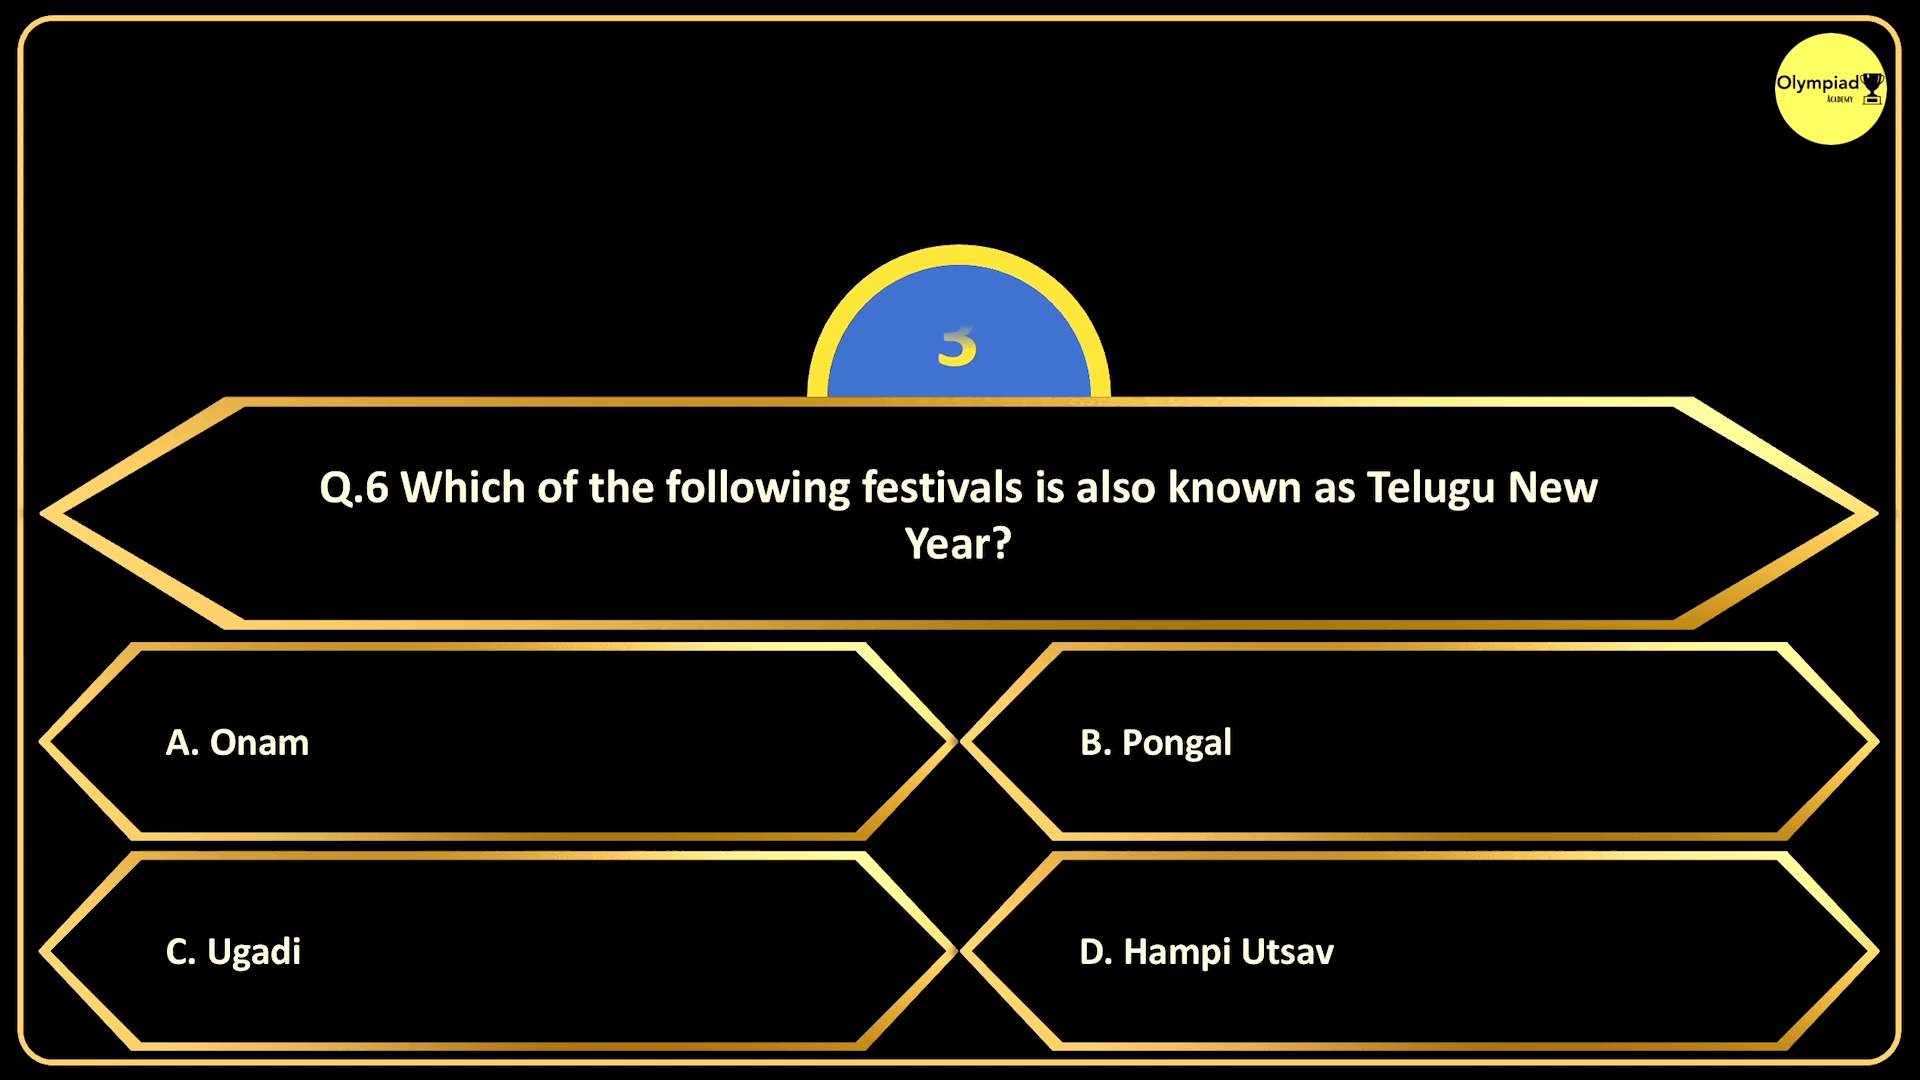 Olympiad
Academy
3
Q.6 Which of the following festivals is also known as Telugu New
Year?
A. Onam
B. Pongal
C. Ugadi
D. Hampi Utsav